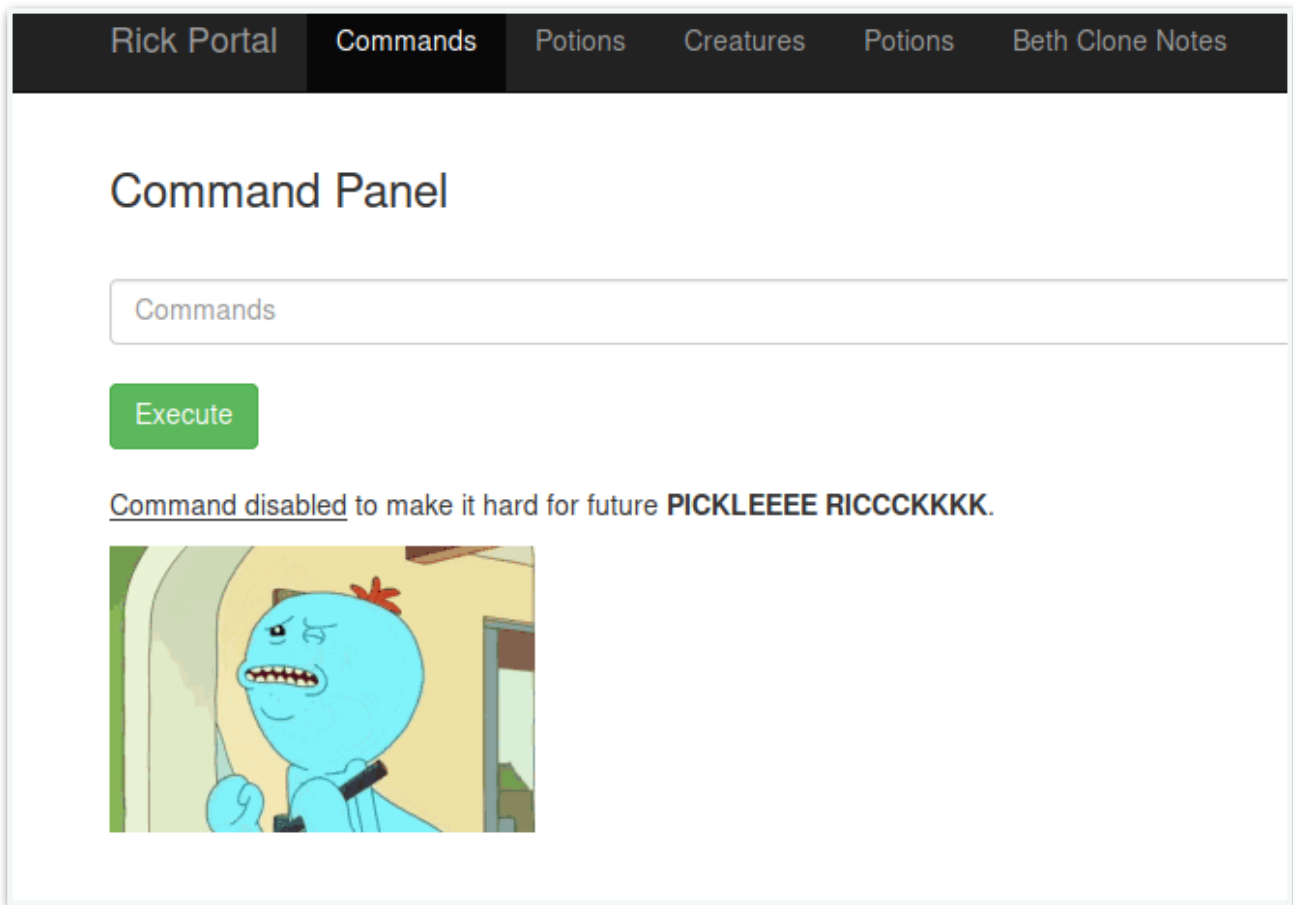 Rick Portal Commands Potions Creatures Potions Beth Clone Notes
Command Panel
Commands
Execute
Command disabled to make it hard for future PICKLEEEE RICCCKKKK.